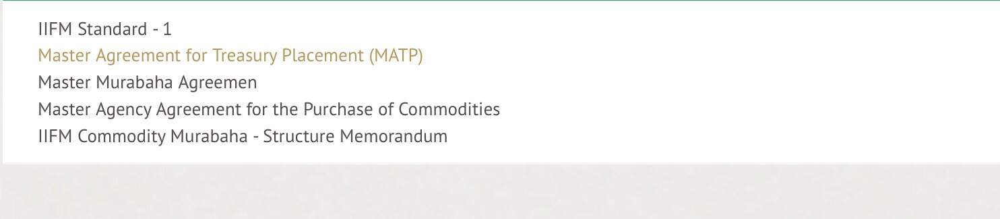 IIFM Standard - 1
Master Agreement for Treasury Placement (MATP)
Master Murabaha Agreemen
Master Agency Agreement for the Purchase of Commodities
IIFM Commodity Murabaha - Structure Memorandum